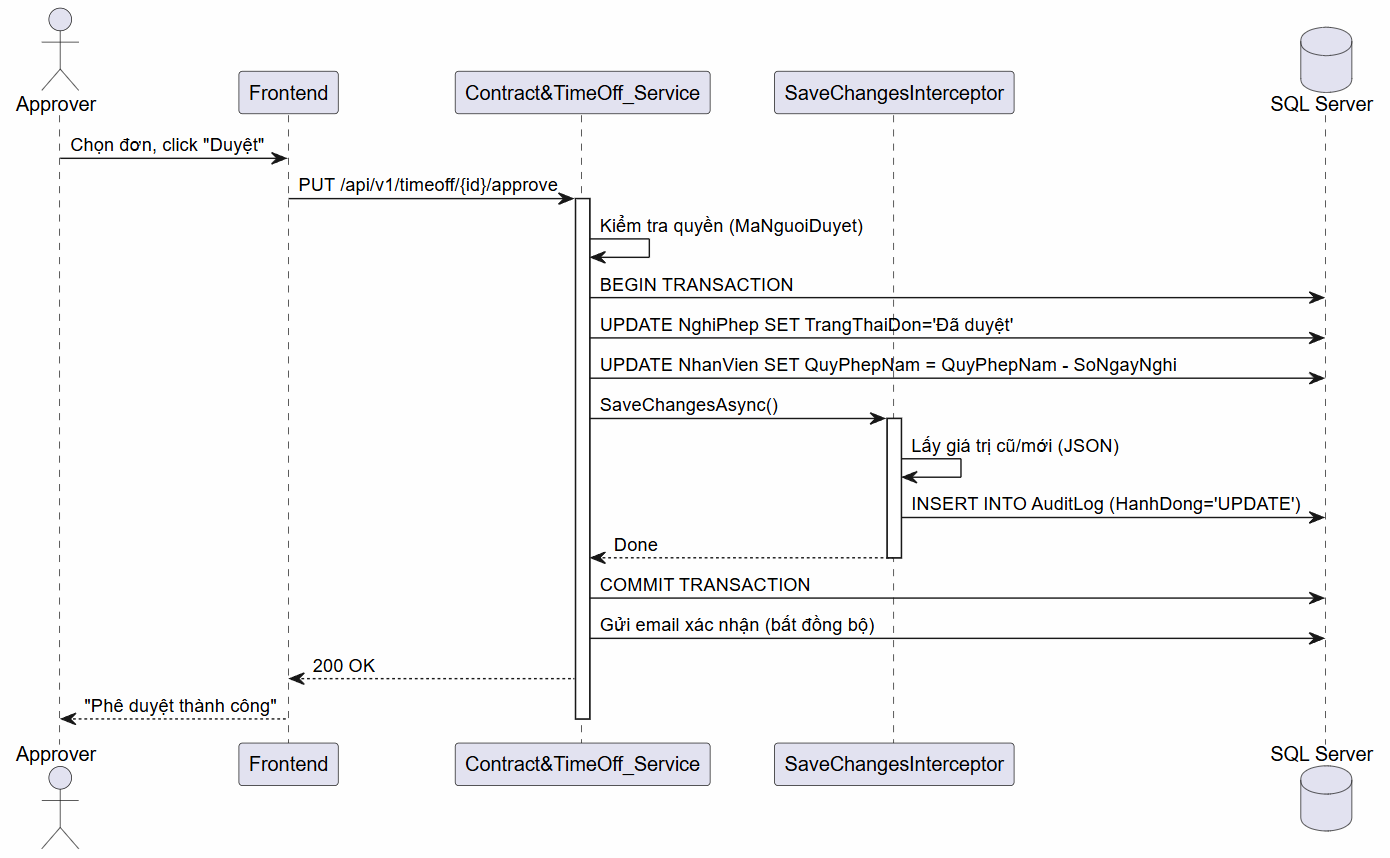 Approver
Frontend
Contract&TimeOff_Service
SaveChangesInterceptor
SQL Server
Chọn đơn, click "Duyệt"
PUT /api/v1/timeoff/{id}/approve
Kiểm tra quyền (MaNguoiDuyet)
BEGIN TRANSACTION
UPDATE NghiPhep SET TrangThaiDon='Đã duyệt'
UPDATE NhanVien SET QuyPhepNam = QuyPhepNam - SoNgayNghi
SaveChangesAsync()
Lấy giá trị cũ/mới (JSON)
INSERT INTO AuditLog (HanhDong='UPDATE')
Done
COMMIT TRANSACTION
Gửi email xác nhận (bất đồng bộ)
200 OK
"Phê duyệt thành công"
Approver
Frontend
Contract&TimeOff_Service
SaveChangesInterceptor
SQL Server